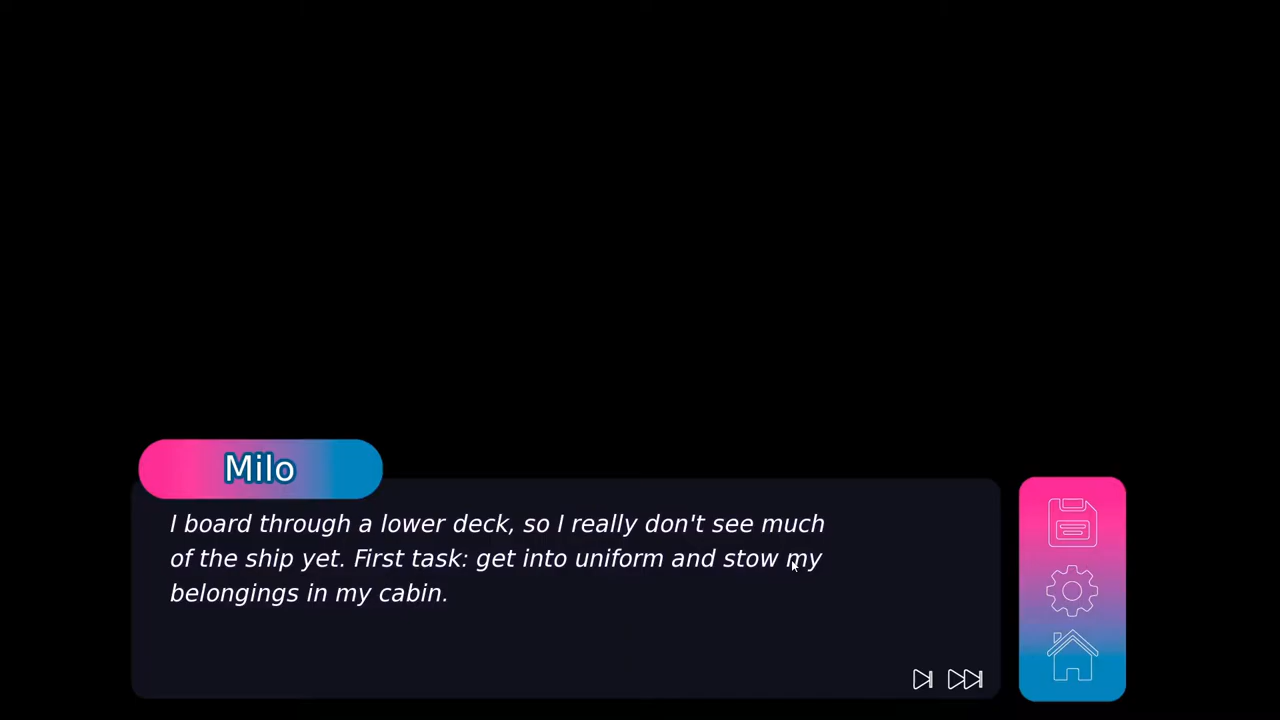 Milo
I board through a lower deck, so I really don't see much
of the ship yet. First task: get into uniform and stow my
belongings in my cabin.